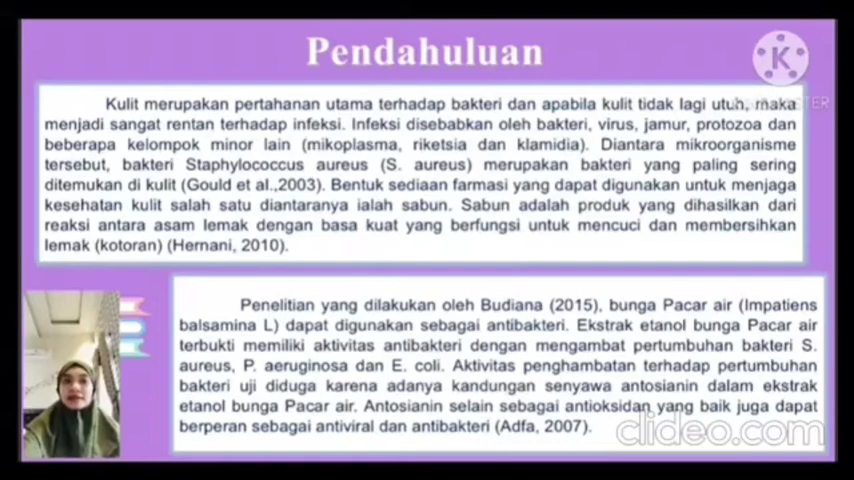 Pendahuluan
Kulit merupakan pertahanan utama terhadap bakteri dan apabila kulit tidak lagi utuh, maka
menjadi sangat rentan terhadap infeksi. Infeksi disebabkan oleh bakteri, virus, jamur, protozoa dan
beberapa kelompok minor lain (mikoplasma, riketsia dan klamidia). Diantara mikroorganisme
tersebut, bakteri Staphylococcus aureus (S. aureus) merupakan bakteri yang paling sering
ditemukan di kulit (Gould et al.,2003). Bentuk sediaan farmasi yang dapat digunakan untuk menjaga
kesehatan kulit salah satu diantaranya ialah sabun. Sabun adalah produk yang dihasilkan dari
reaksi antara asam lemak dengan basa kuat yang berfungsi untuk mencuci dan membersihkan
lemak (kotoran) (Hernani, 2010).
Penelitian yang dilakukan oleh Budiana (2015), bunga Pacar air (Impatiens
balsamina L) dapat digunakan sebagai antibakteri. Ekstrak etanol bunga Pacar air
terbukti memiliki aktivitas antibakteri dengan mengambat pertumbuhan bakteri S.
aureus, P. aeruginosa dan E. coli. Aktivitas penghambatan terhadap pertumbuhan
bakteri uji diduga karena adanya kandungan senyawa antosianin dalam ekstrak
etanol bunga Pacar air. Antosianin selain sebagai antioksidan yang baik juga dapat
berperan sebagai antiviral dan antibakteri (Adfa, 2007).
K
clideo.com